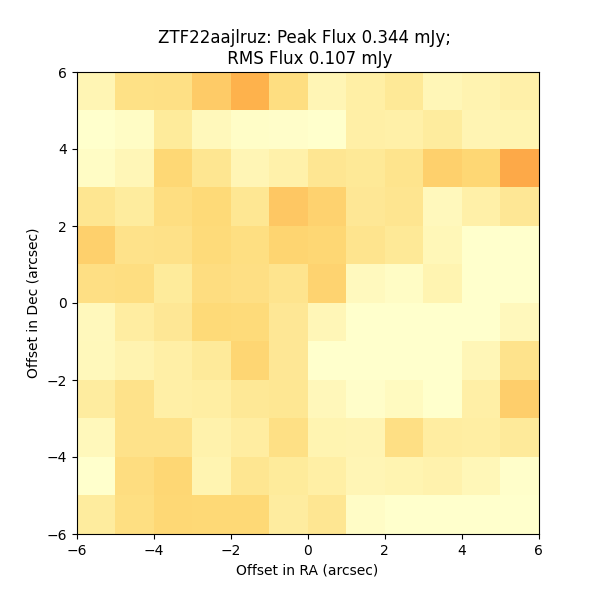 ZTF22aajlruz: Peak Flux 0.344 mJy;
RMS Flux 0.107 mJy
6
4
2
0
−2
−4
−6
Offset in Dec (arcsec)
−6 −4 −2 0 2 4 6
Offset in RA (arcsec)